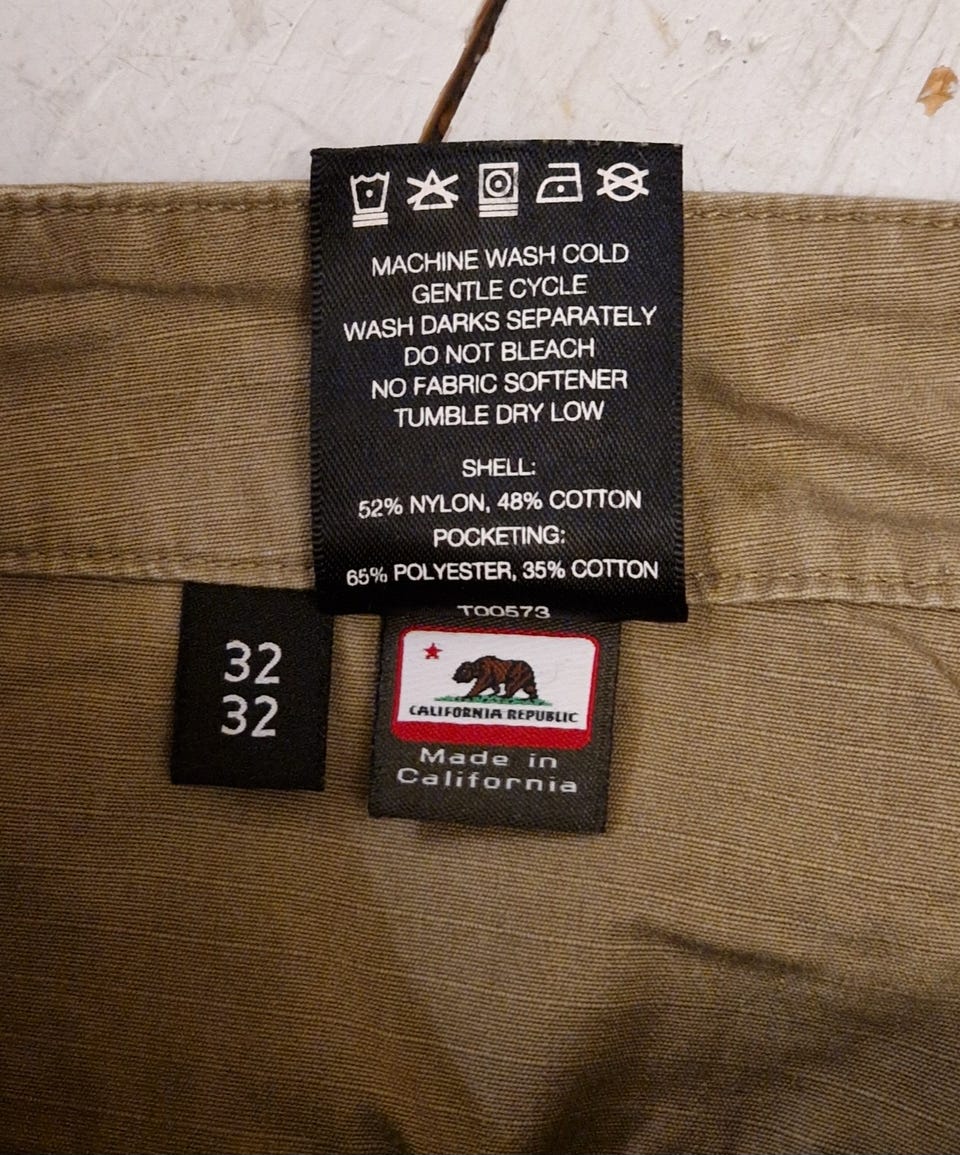 MACHINE WASH COLD
GENTLE CYCLE
WASH DARKS SEPARATELY
DO NOT BLEACH
NO FABRIC SOFTENER
TUMBLE DRY LOW
SHELL:
52% NYLON, 48% COTTON
POCKETING:
65% POLYESTER, 35% COTTON
T00573
32
32
CALIFORNIA REPUBLIC
Made in
California